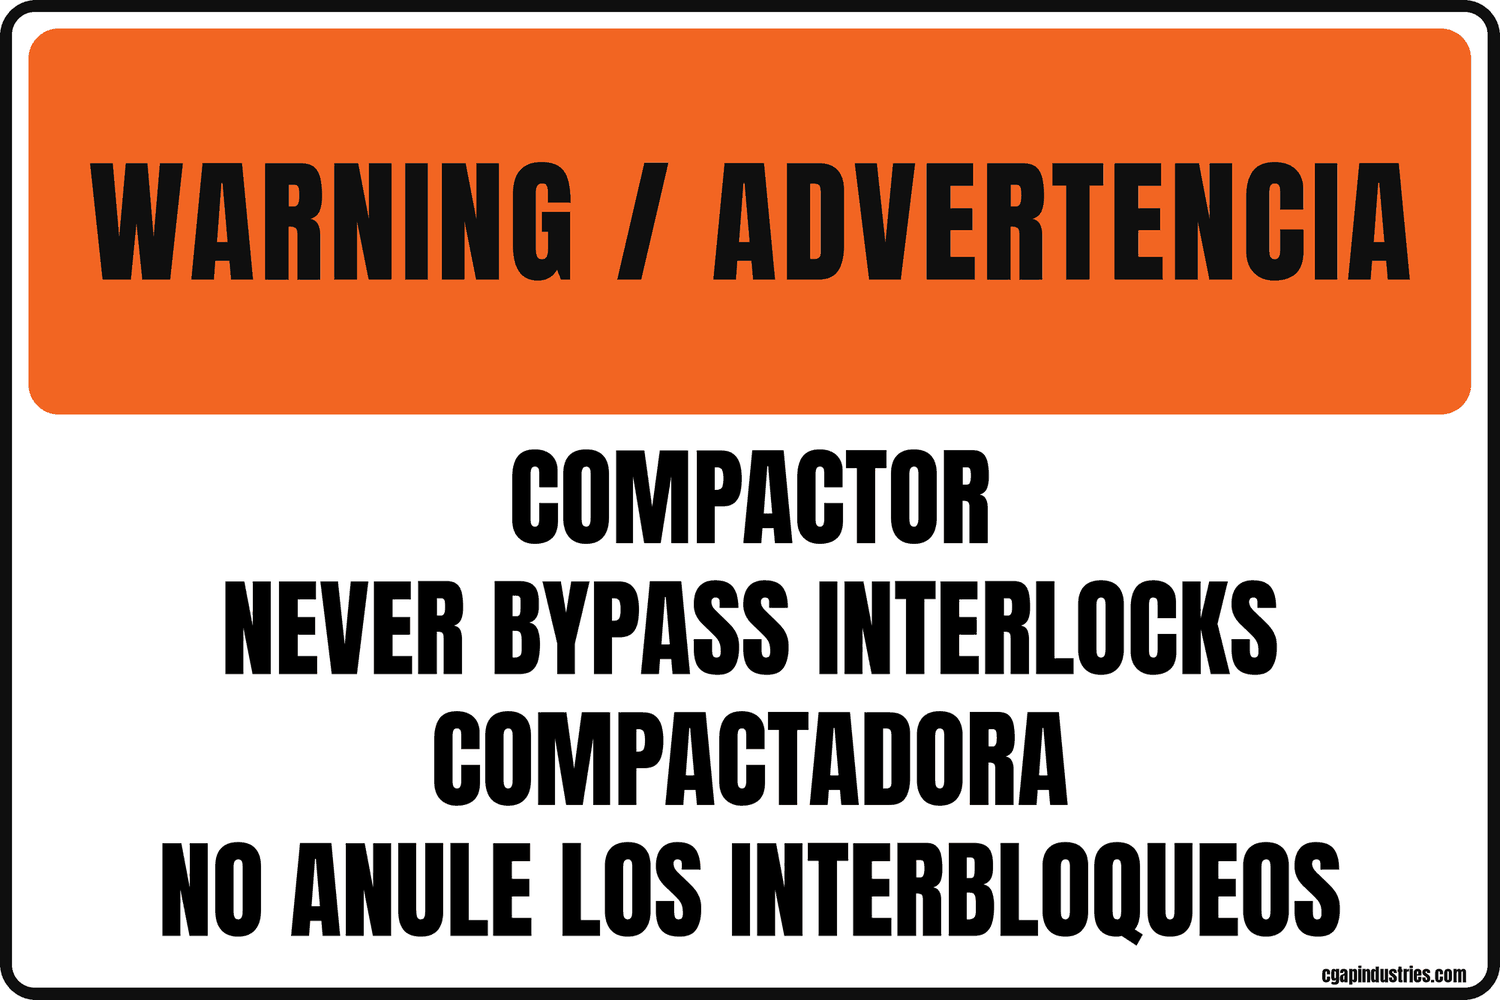 WARNING / ADVERTENCIA
COMPACTOR
NEVER BYPASS INTERLOCKS
COMPACTADORA
NO ANULE LOS INTERBLOQUEOS
cgapindustries.com